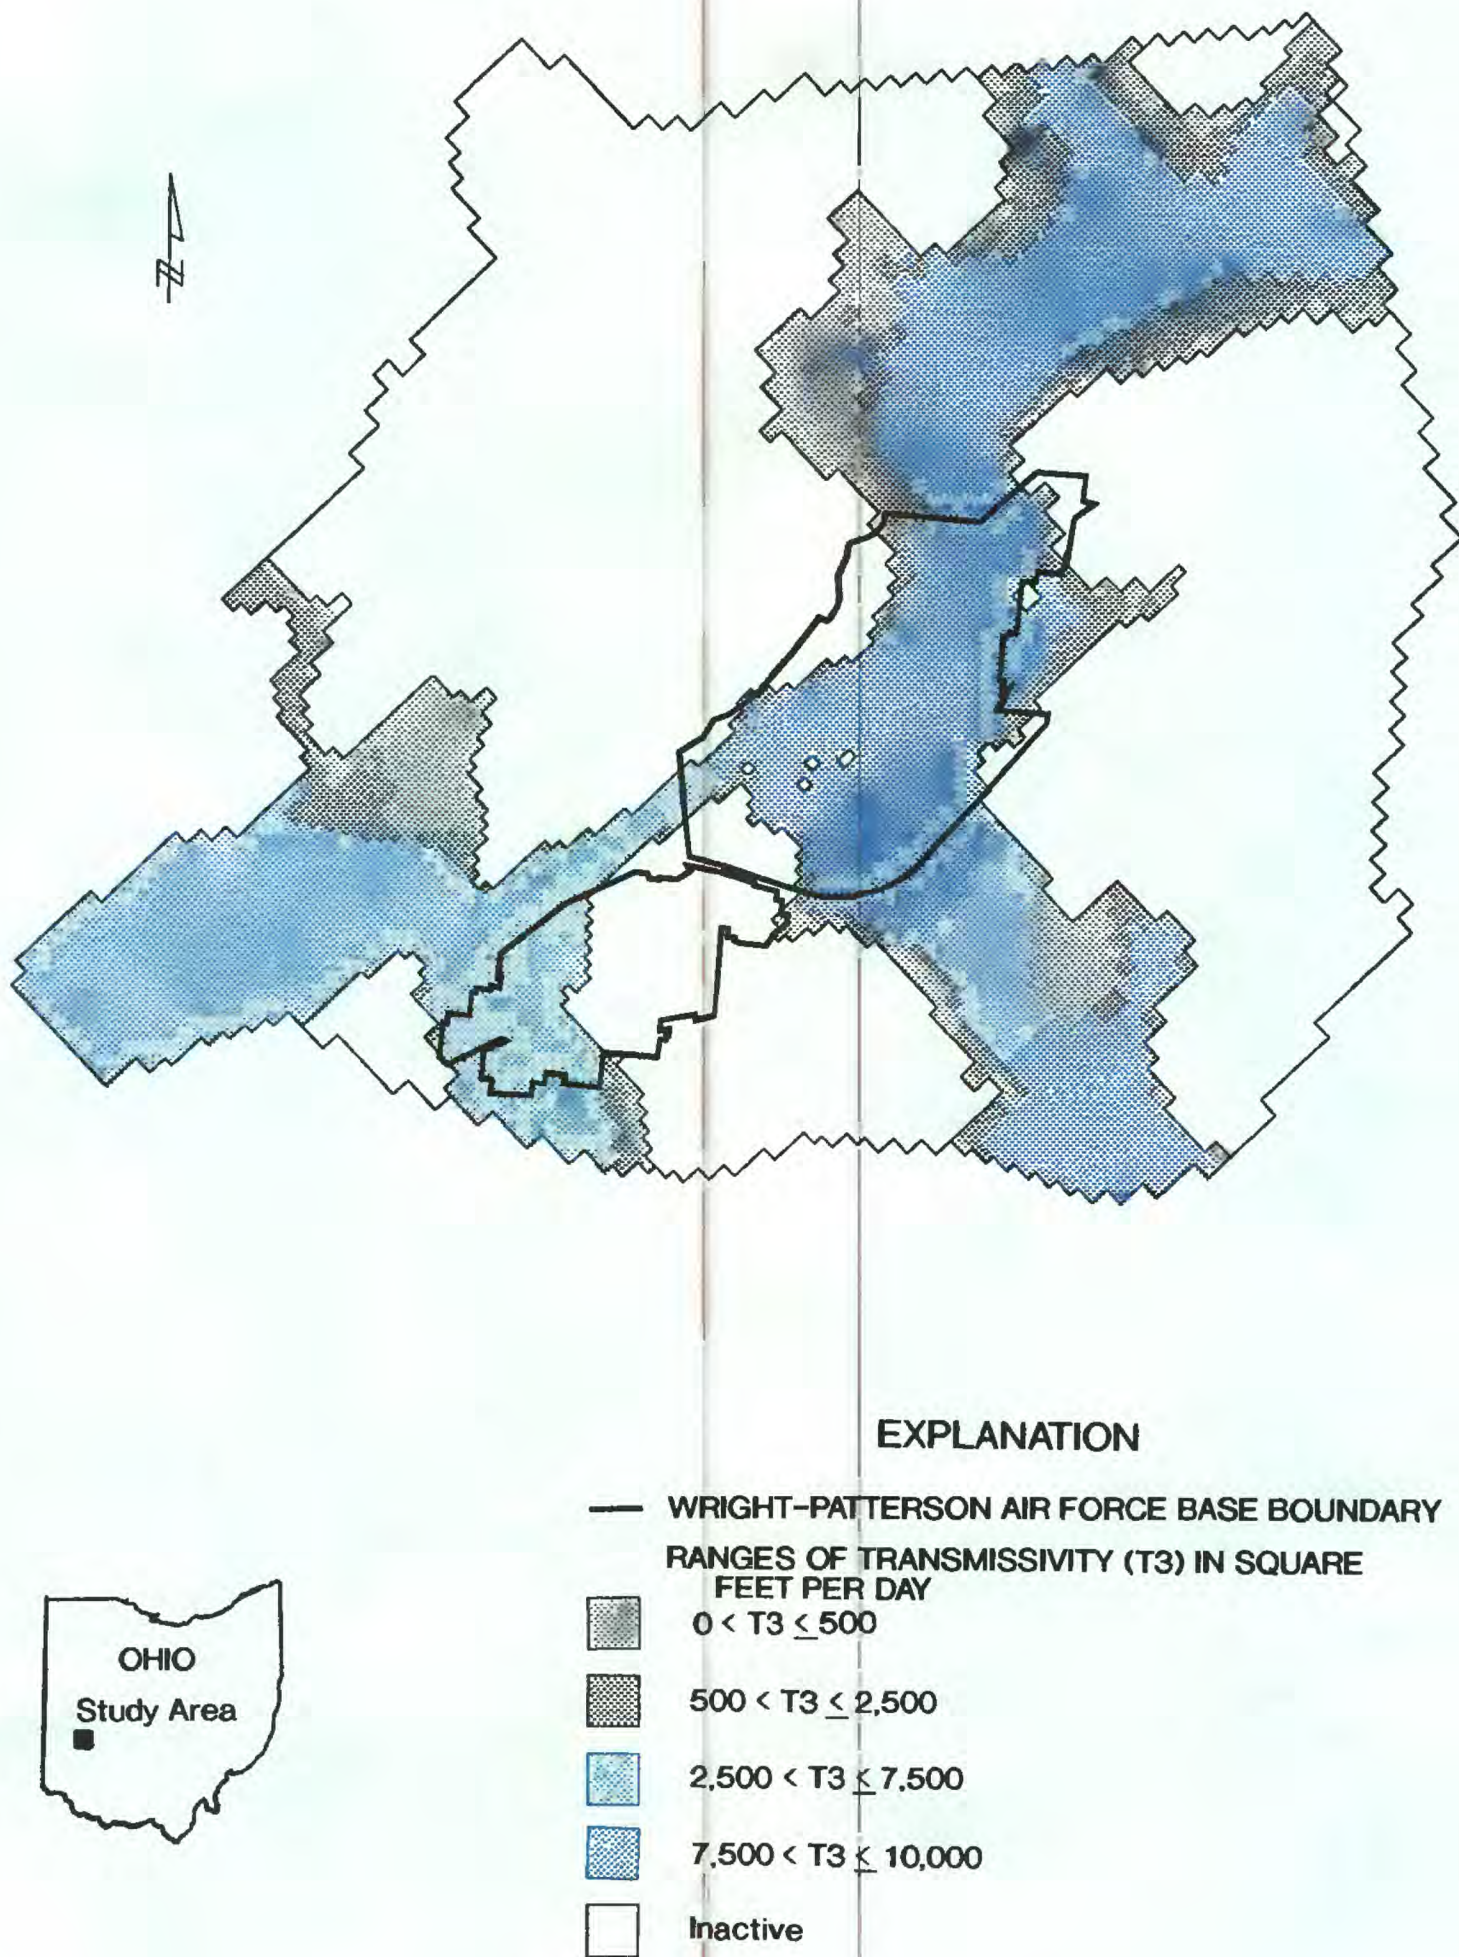 N
EXPLANATION
WRIGHT-PATTERSON AIR FORCE BASE BOUNDARY
RANGES OF TRANSMISSIVITY (T3) IN SQUARE
FEET PER DAY
0 < T3 ≤ 500
500 < T3 ≤ 2,500
2,500 < T3 ≤ 7,500
7,500 < T3 ≤ 10,000
Inactive
OHIO
Study Area